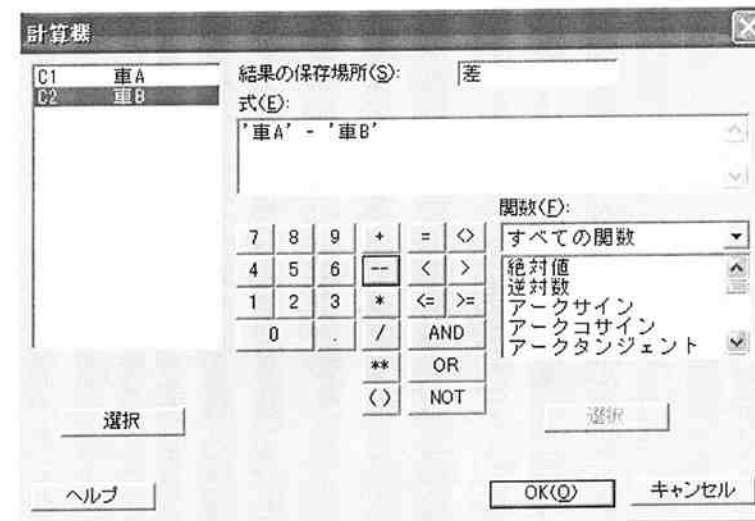 計算機
C1 車A
C2 車B
結果の保存場所(S): 差
式(E):
'車A' - '車B'
関数(F):
すべての関数
絶対値
逆対数
アークサイン
アークコサイン
アークタンジェント
7 8 9 + = <>
4 5 6 -- < >
1 2 3 * <= >=
0 . / AND
** OR
() NOT
選択
選択
ヘルプ
OK(O)
キャンセル